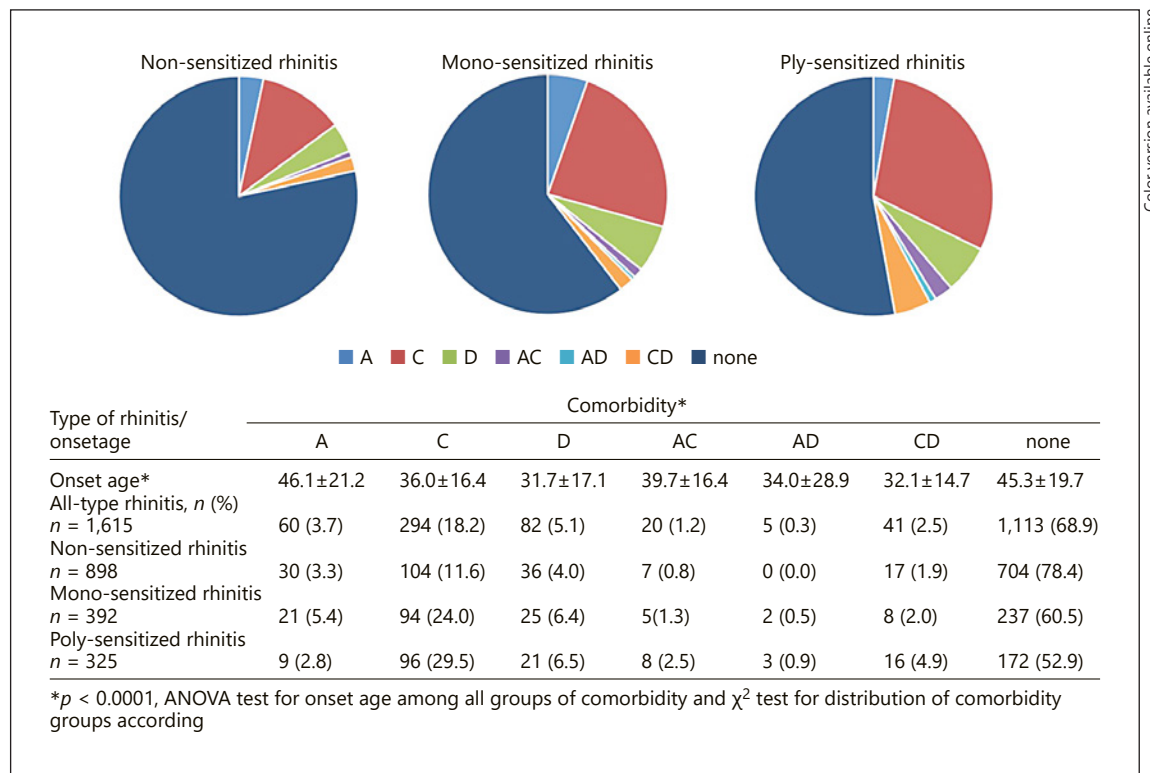 Color version available online
Non-sensitized rhinitis
Mono-sensitized rhinitis
Ply-sensitized rhinitis
A C D AC AD CD none
Type of rhinitis/
onsetage
Comorbidity*
A C D AC AD CD none
Onset age* 46.1±21.2 36.0±16.4 31.7±17.1 39.7±16.4 34.0±28.9 32.1±14.7 45.3±19.7
All-type rhinitis, n (%)
n = 1,615 60 (3.7) 294 (18.2) 82 (5.1) 20 (1.2) 5 (0.3) 41 (2.5) 1,113 (68.9)
Non-sensitized rhinitis
n = 898 30 (3.3) 104 (11.6) 36 (4.0) 7 (0.8) 0 (0.0) 17 (1.9) 704 (78.4)
Mono-sensitized rhinitis
n = 392 21 (5.4) 94 (24.0) 25 (6.4) 5(1.3) 2 (0.5) 8 (2.0) 237 (60.5)
Poly-sensitized rhinitis
n = 325 9 (2.8) 96 (29.5) 21 (6.5) 8 (2.5) 3 (0.9) 16 (4.9) 172 (52.9)
*p < 0.0001, ANOVA test for onset age among all groups of comorbidity and χ² test for distribution of comorbidity
groups according